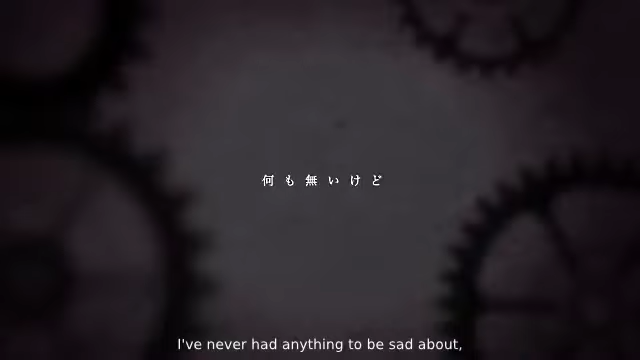 何も無いけど
I've never had anything to be sad about,